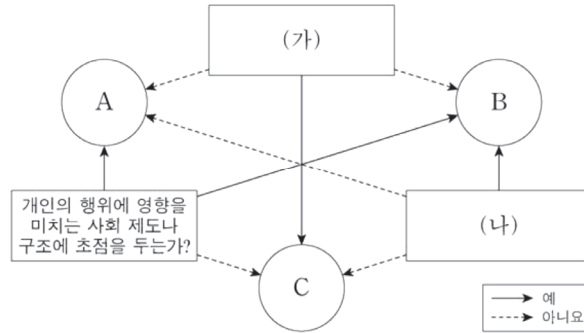 (가)
A
B
개인의 행위에 영향을
미치는 사회 제도나
구조에 초점을 두는가?
(나)
C
예
아니요